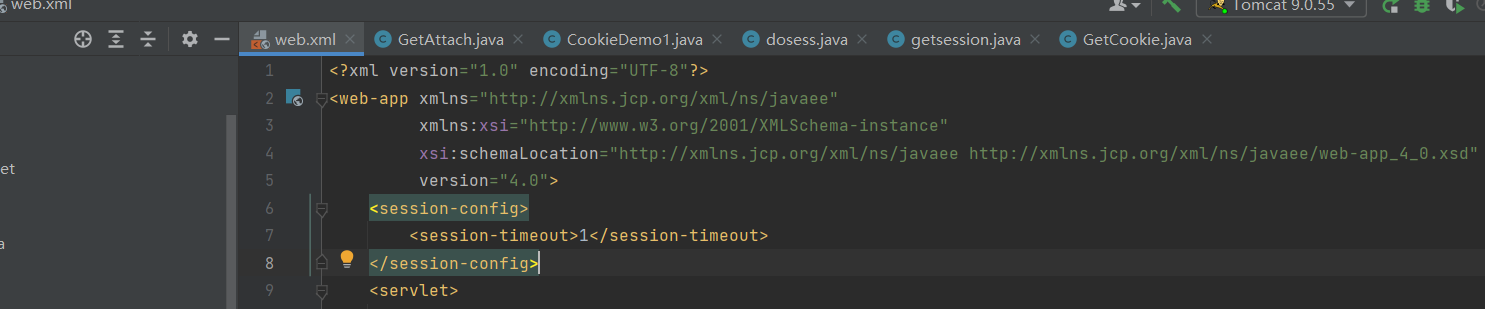 web.xml
Tomcat 9.0.55
web.xml GetAttach.java CookieDemo1.java dosess.java getsession.java GetCookie.java
1 <?xml version="1.0" encoding="UTF-8"?>
2 <web-app xmlns="http://xmlns.jcp.org/xml/ns/javaee"
3 xmlns:xsi="http://www.w3.org/2001/XMLSchema-instance"
4 xsi:schemaLocation="http://xmlns.jcp.org/xml/ns/javaee http://xmlns.jcp.org/xml/ns/javaee/web-app_4_0.xsd"
et
5 version="4.0">
6 <session-config>
7 <session-timeout>1</session-timeout>
a
8 </session-config>
9 <servlet>